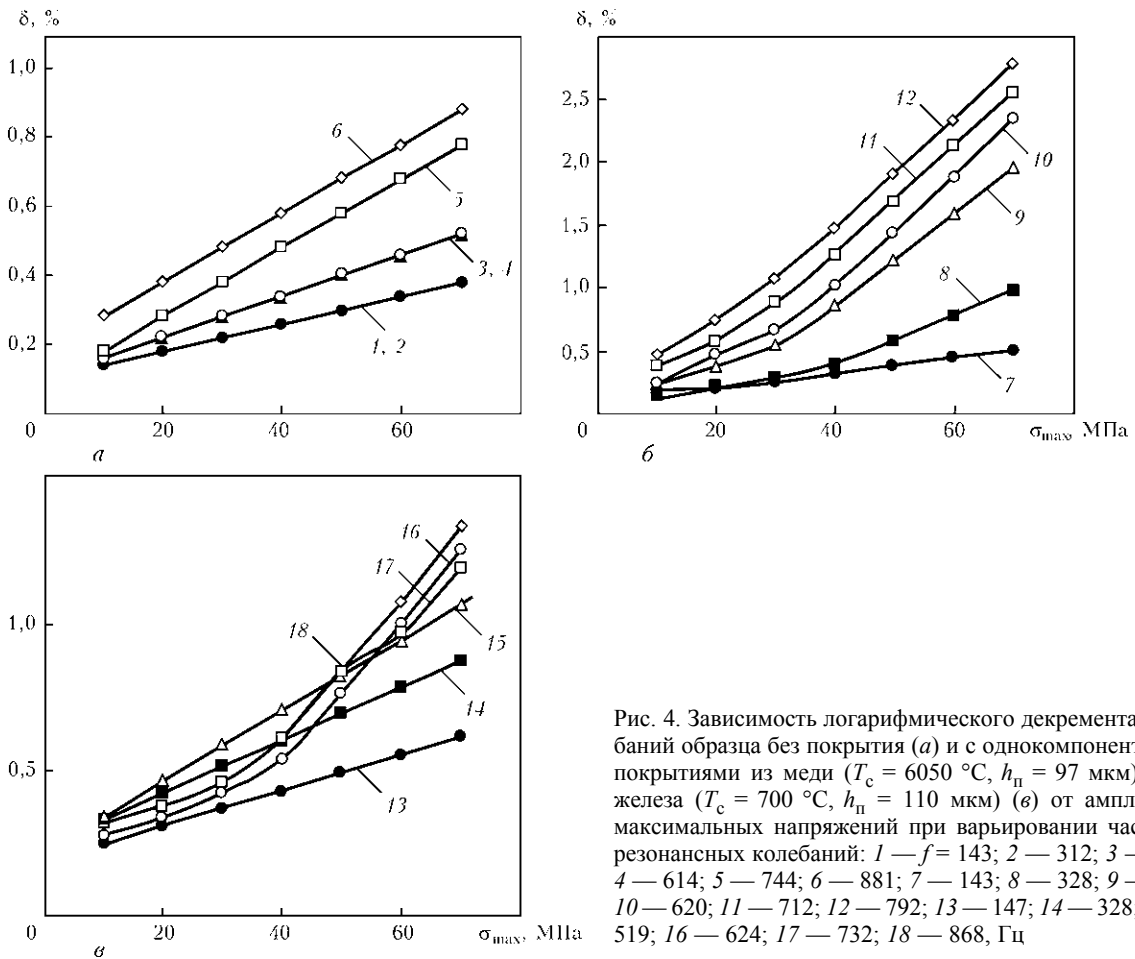 δ, %
1,0
0,8
0,6
0,4
0,2
0
20
40
60
6
5
3, 4
1, 2
а
δ, %
2,5
2,0
1,5
1,0
0,5
0
20
40
60
σmax, МПа
12
11
10
9
8
7
б
1,0
0,5
0
20
40
60
σmax, МПа
16
17
18
15
14
13
в
Рис. 4. Зависимость логарифмического декремента
баний образца без покрытия (а) и с однокомпонент
покрытиями из меди (Tс = 6050 °C, hп = 97 мкм)
железа (Tс = 700 °C, hп = 110 мкм) (в) от ампл
максимальных напряжений при варьировании час
резонансных колебаний: 1 — f = 143; 2 — 312; 3 –
4 — 614; 5 — 744; 6 — 881; 7 — 143; 8 — 328; 9 –
10 — 620; 11 — 712; 12 — 792; 13 — 147; 14 — 328
519; 16 — 624; 17 — 732; 18 — 868, Гц